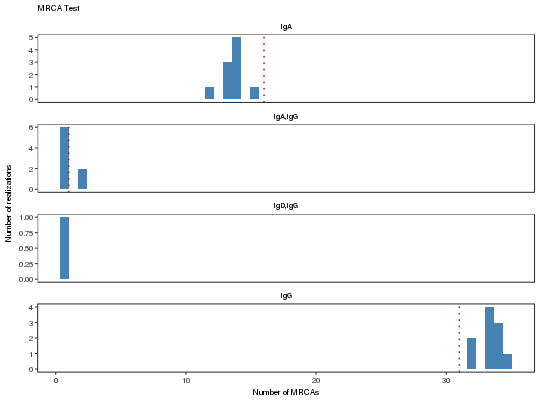 MRCA Test
IgA
5
4
3
2
1
0
IgA,IgG
6
4
2
0
IgD,IgG
1.00
0.75
0.50
0.25
0.00
IgG
4
3
2
1
0
0 10 20 30
Number of MRCAs
Number of realizations